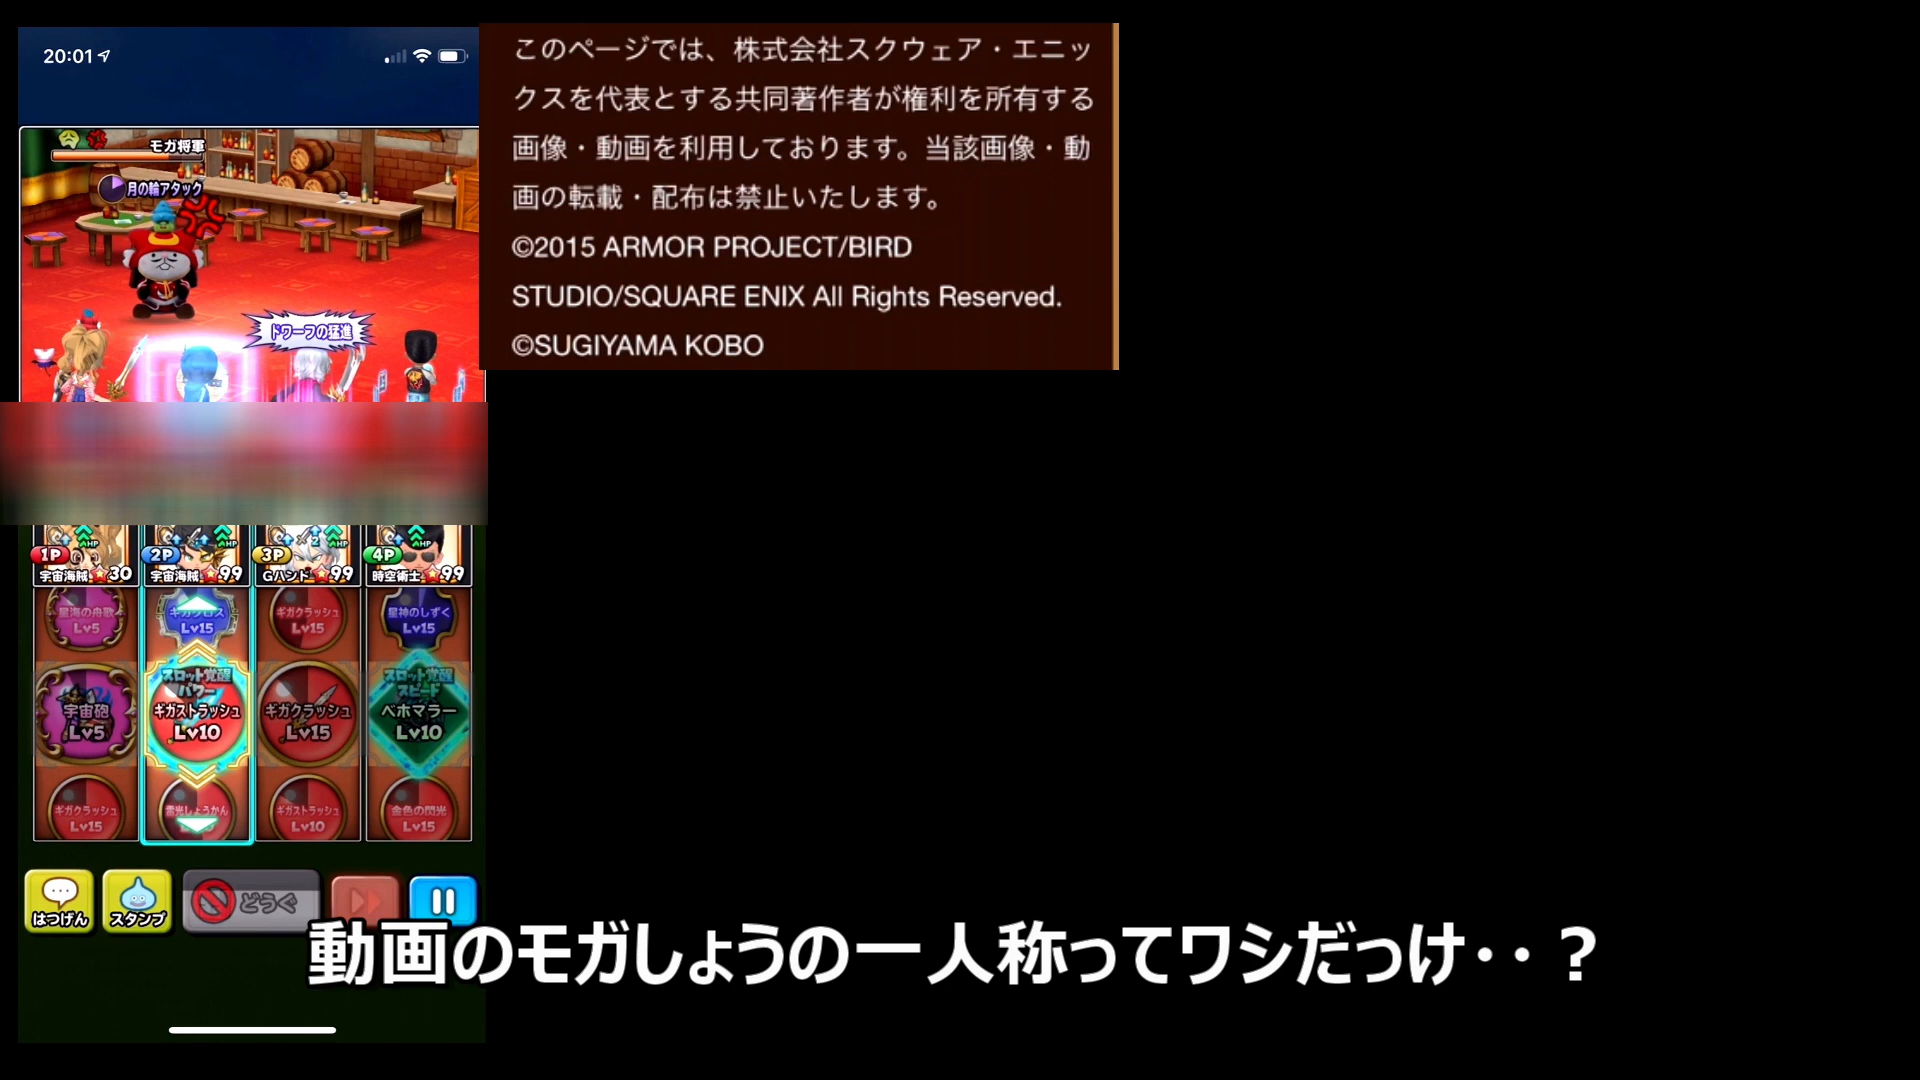 20:01
このページでは、株式会社スクウェア・エニッ
クスを代表とする共同著作者が権利を所有する
画像・動画を利用しております。当該画像・動
画の転載・配布は禁止いたします。
©2015 ARMOR PROJECT/BIRD
STUDIO/SQUARE ENIX All Rights Reserved.
©SUGIYAMA KOBO
モガ将軍
月の輪アタック
ドワーフの猛進
1P 2P 3P 4P
宇宙海賊 30 宇宙海賊 99 Gハンド 99 時空術士 99
星海の舟歌 ギガクロス ギガクラッシュ 星神のしずく
Lv5 Lv15 Lv15 Lv15
スロット覚醒 スロット覚醒
パワー スピード
宇宙砲 ギガストラッシュ ギガクラッシュ ベホマラー
Lv5 Lv10 Lv15 Lv10
ギガクラッシュ 雷光しょうかん ギガストラッシュ 金色の閃光
Lv15 Lv10 Lv15
はつげん スタンプ どうぐ
動画のモガしょうの一人称ってワシだっけ‥？